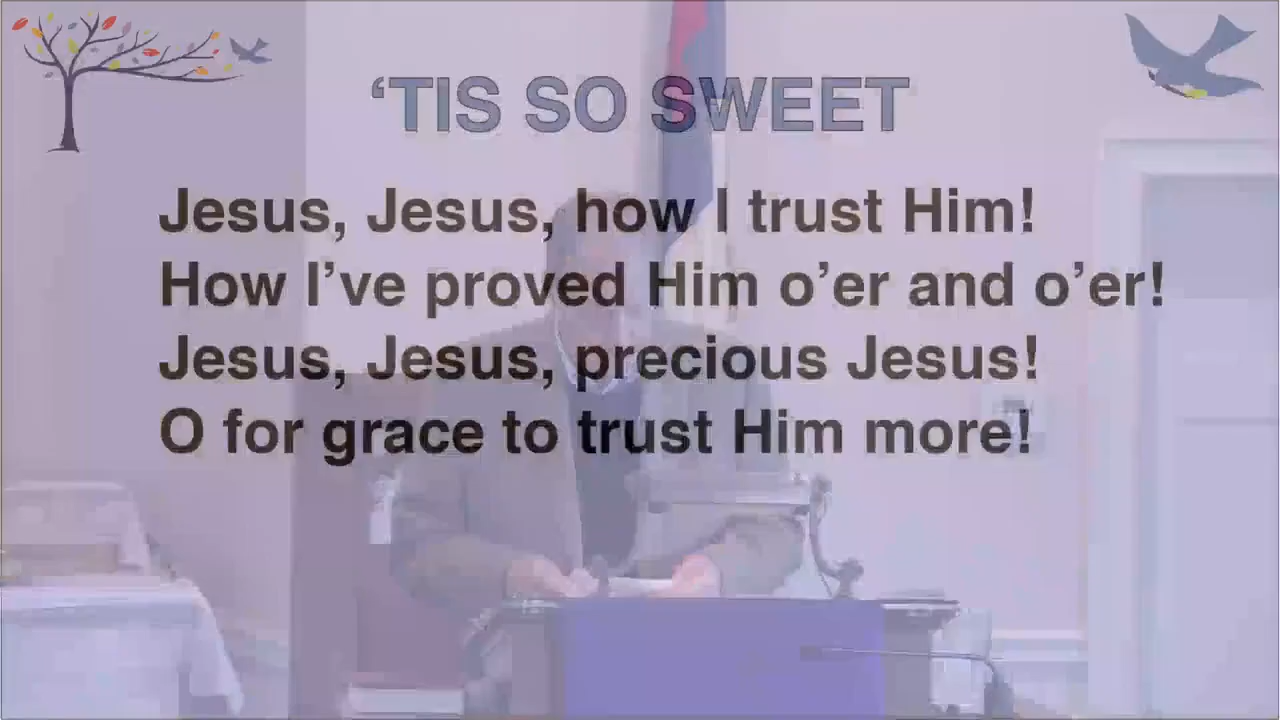 ‘TIS SO SWEET
Jesus, Jesus, how I trust Him!
How I’ve proved Him o’er and o’er!
Jesus, Jesus, precious Jesus!
O for grace to trust Him more!